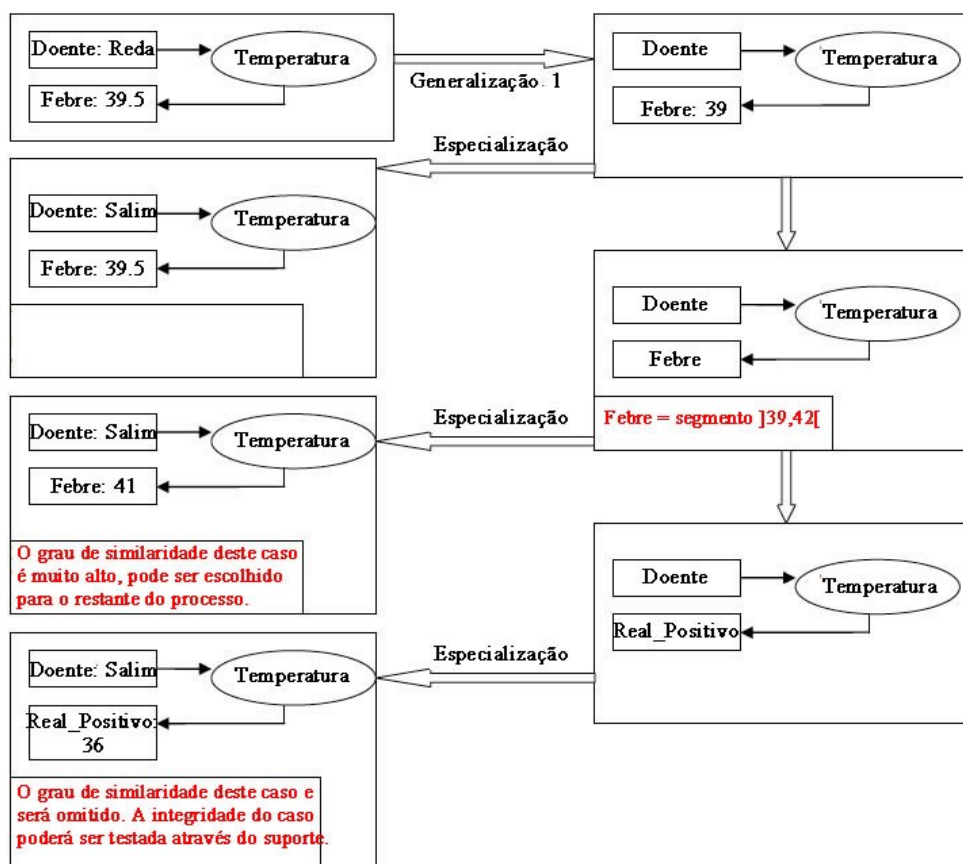 Doente: Reda
Temperatura
Febre: 39.5
Generalização 1
Doente
Temperatura
Febre: 39
Especialização
Doente: Salim
Temperatura
Febre: 39.5
Doente
Temperatura
Febre
Febre = segmento ]39,42[
Especialização
Doente: Salim
Temperatura
Febre: 41
O grau de similaridade deste caso
é muito alto, pode ser escolhido
para o restante do processo.
Doente
Temperatura
Real_Positivo
Especialização
Doente: Salim
Temperatura
Real_Positivo:
36
O grau de similaridade deste caso e
será omitido. A integridade do caso
poderá ser testada através do suporte.